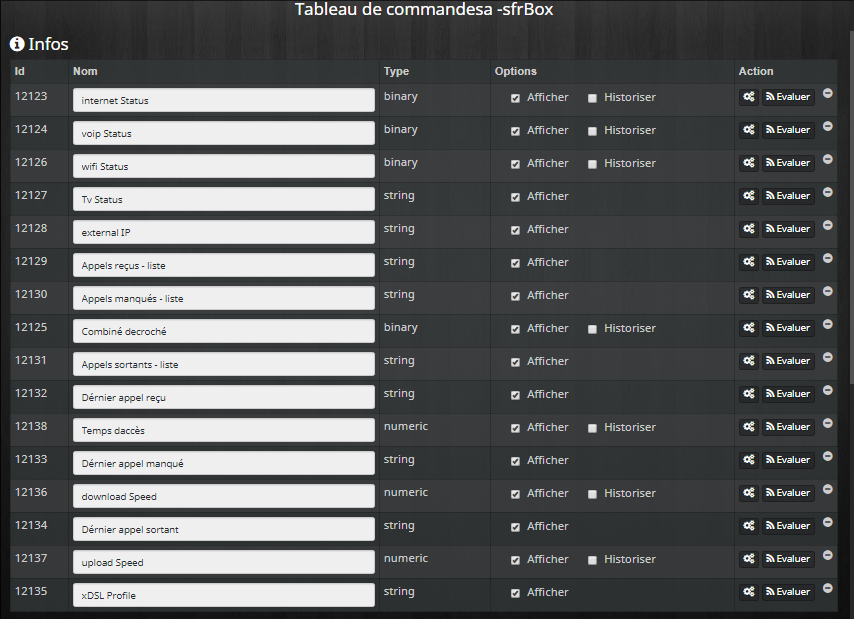 Tableau de commandesa -sfrBox
Infos
Id Nom Type Options Action
12123 internet Status binary Afficher Historiser Evaluer
12124 voip Status binary Afficher Historiser Evaluer
12126 wifi Status binary Afficher Historiser Evaluer
12127 Tv Status string Afficher Evaluer
12128 external IP string Afficher Evaluer
12129 Appels reçus - liste string Afficher Evaluer
12130 Appels manqués - liste string Afficher Evaluer
12125 Combiné decroché binary Afficher Historiser Evaluer
12131 Appels sortants - liste string Afficher Evaluer
12132 Dérnier appel reçu string Afficher Evaluer
12138 Temps daccès numeric Afficher Historiser Evaluer
12133 Dérnier appel manqué string Afficher Evaluer
12136 download Speed numeric Afficher Historiser Evaluer
12134 Dérnier appel sortant string Afficher Evaluer
12137 upload Speed numeric Afficher Historiser Evaluer
12135 xDSL Profile string Afficher Evaluer